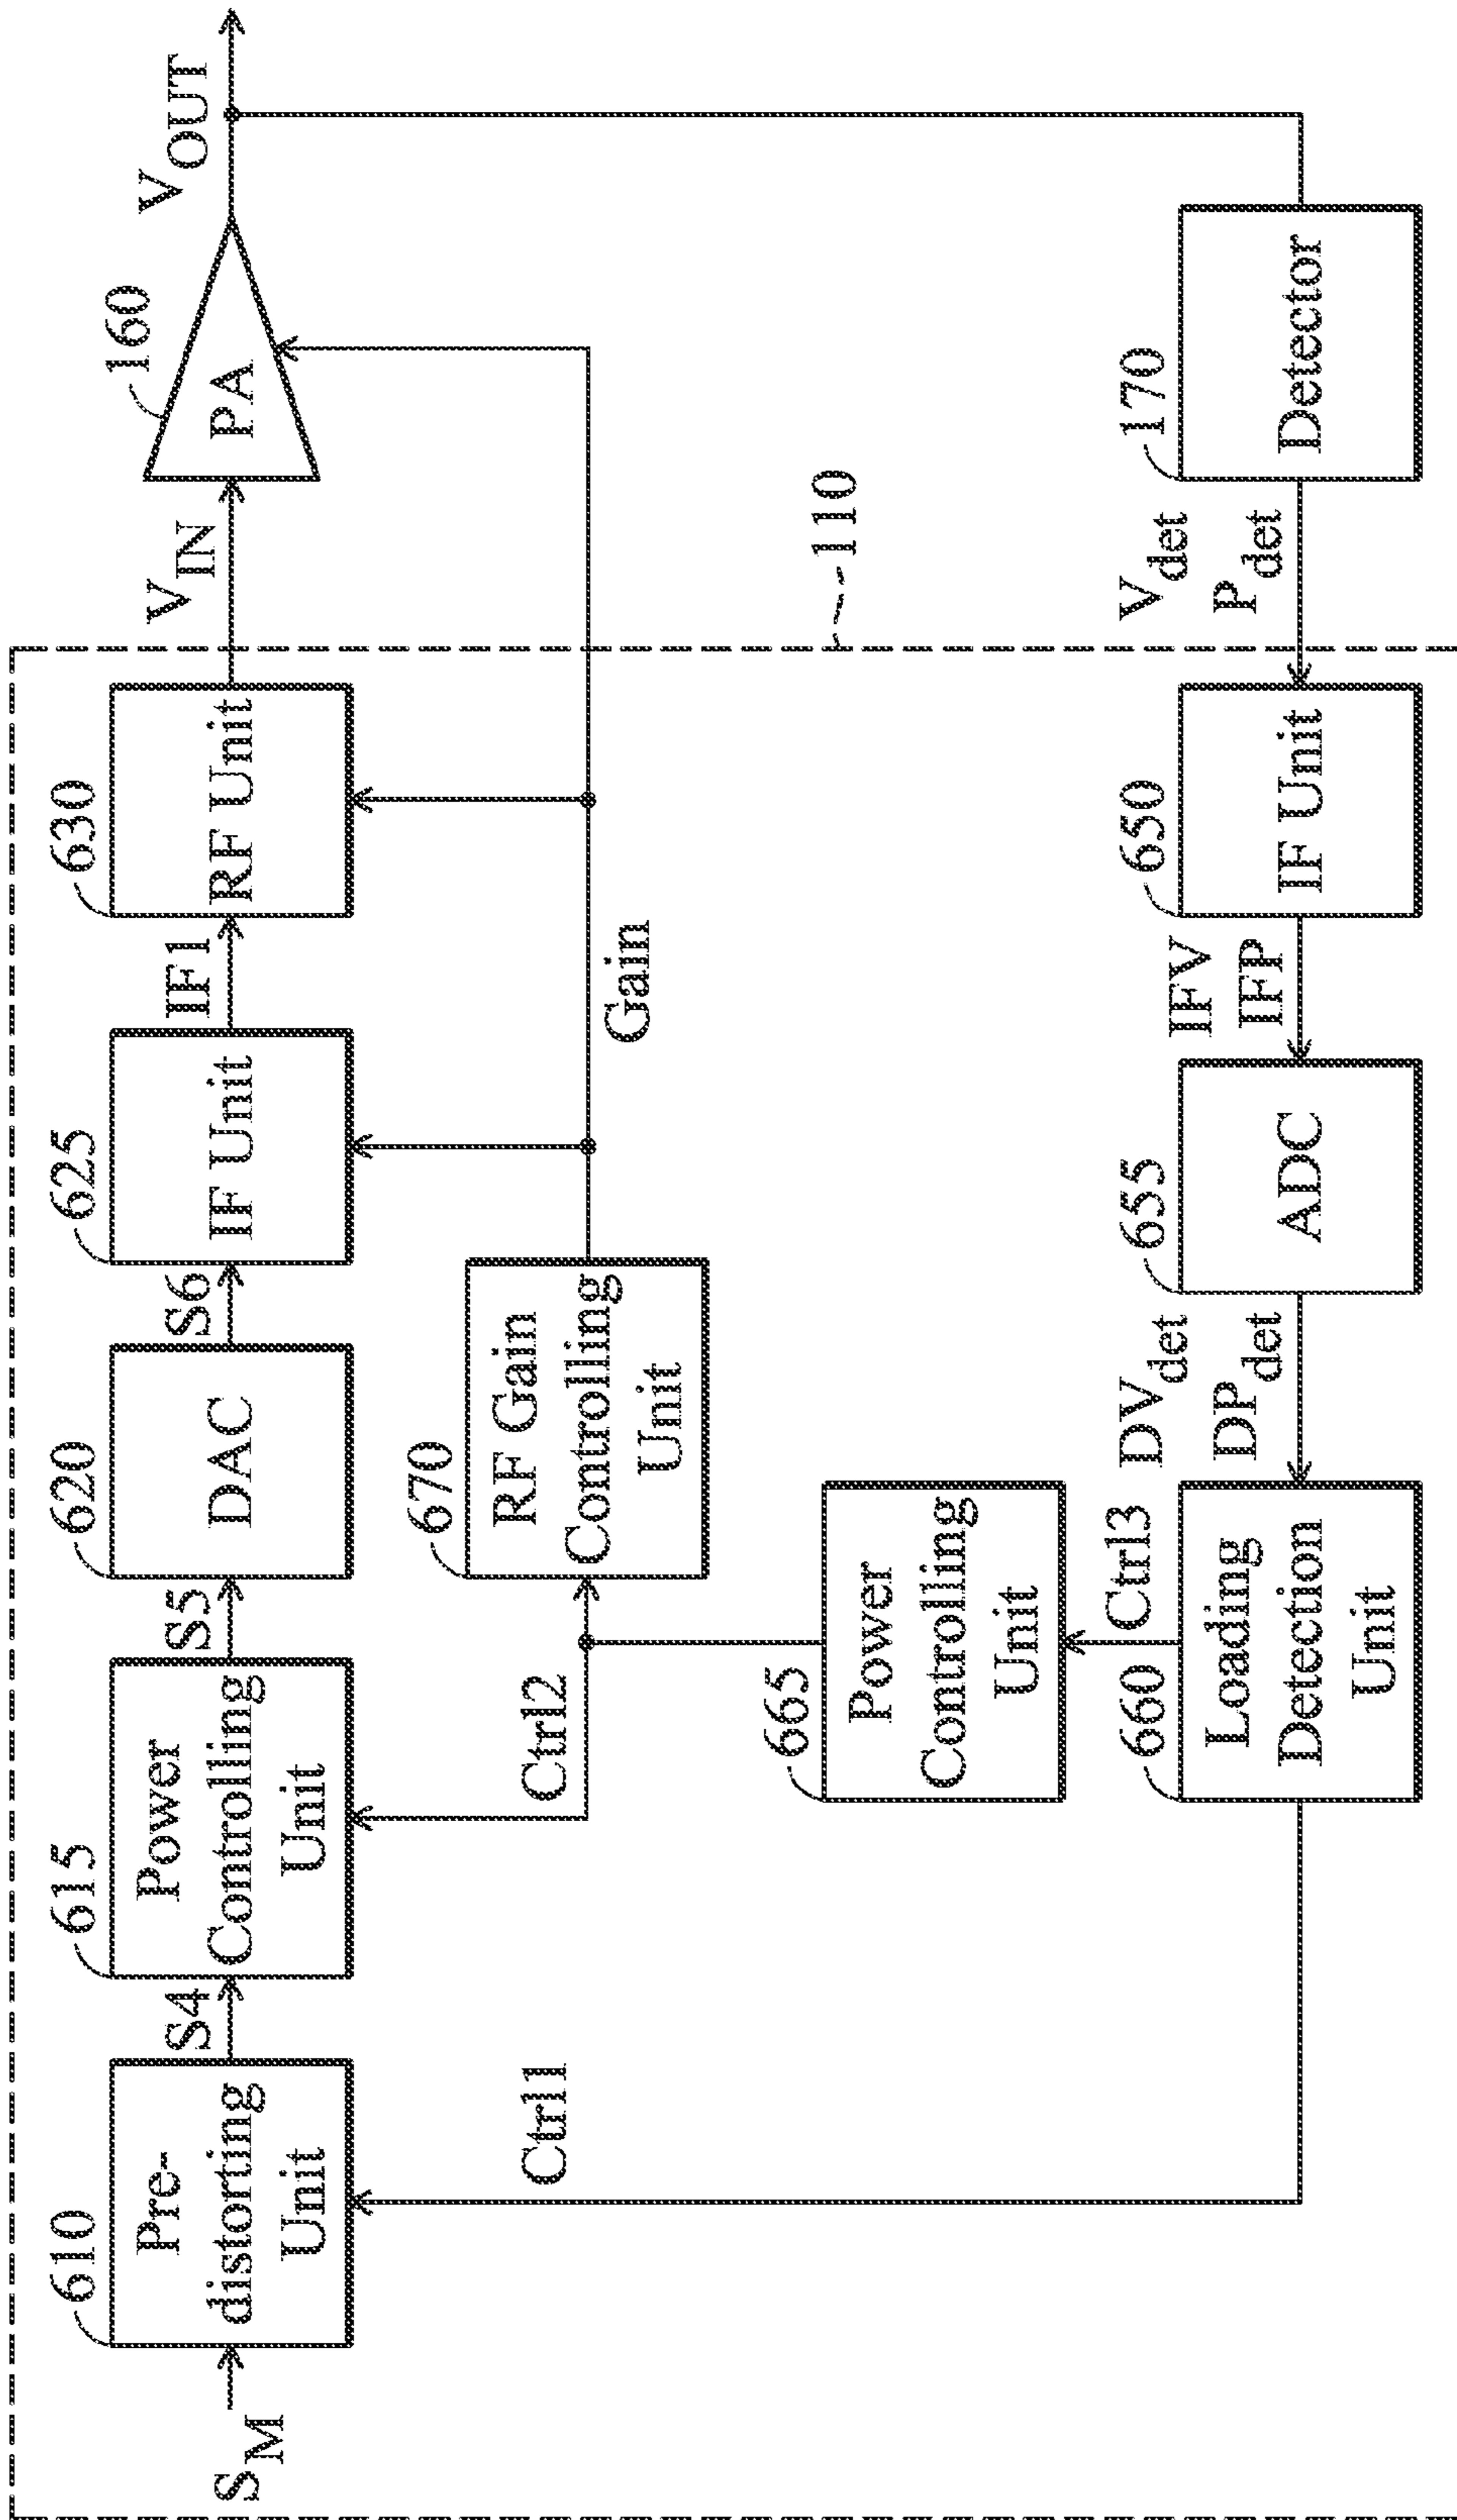 S_M
610
Pre-
distorting
Unit
S4
615
Power
Controlling
Unit
S5
620
DAC
S6
625
IF Unit
IF1
630
RF Unit
V_IN
160
PA
V_OUT
Ctrl1
Ctrl2
670
RF Gain
Controlling
Unit
Gain
110
665
Power
Controlling
Unit
Ctrl3
660
Loading
Detection
Unit
DV_det
DP_det
655
ADC
IFV
IFP
650
IF Unit
V_det
P_det
170
Detector